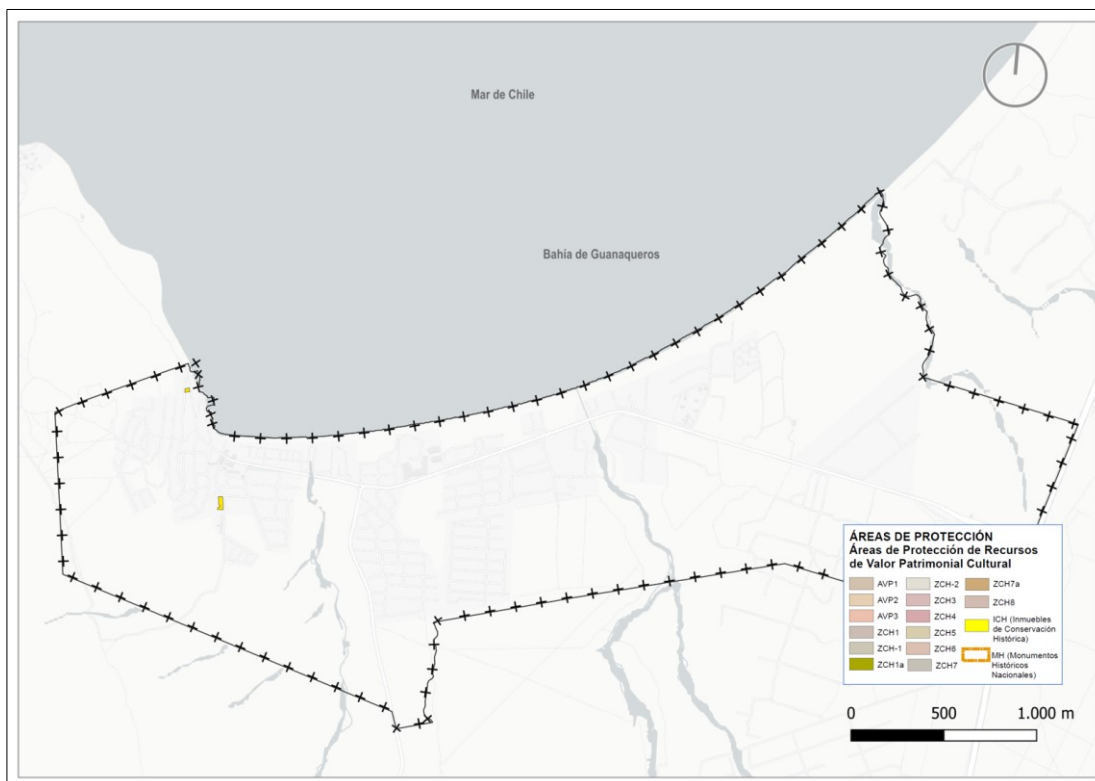 Mar de Chile
Bahía de Guanaqueros
ÁREAS DE PROTECCIÓN
Áreas de Protección de Recursos
de Valor Patrimonial Cultural
AVP1
AVP2
AVP3
ZCH1
ZCH-1
ZCH1a
ZCH-2
ZCH3
ZCH4
ZCH5
ZCH6
ZCH7
ZCH7a
ZCH8
ICH (Inmuebles
de Conservación
Histórica)
MH (Monumentos
Históricos
Nacionales)
0 500 1.000 m